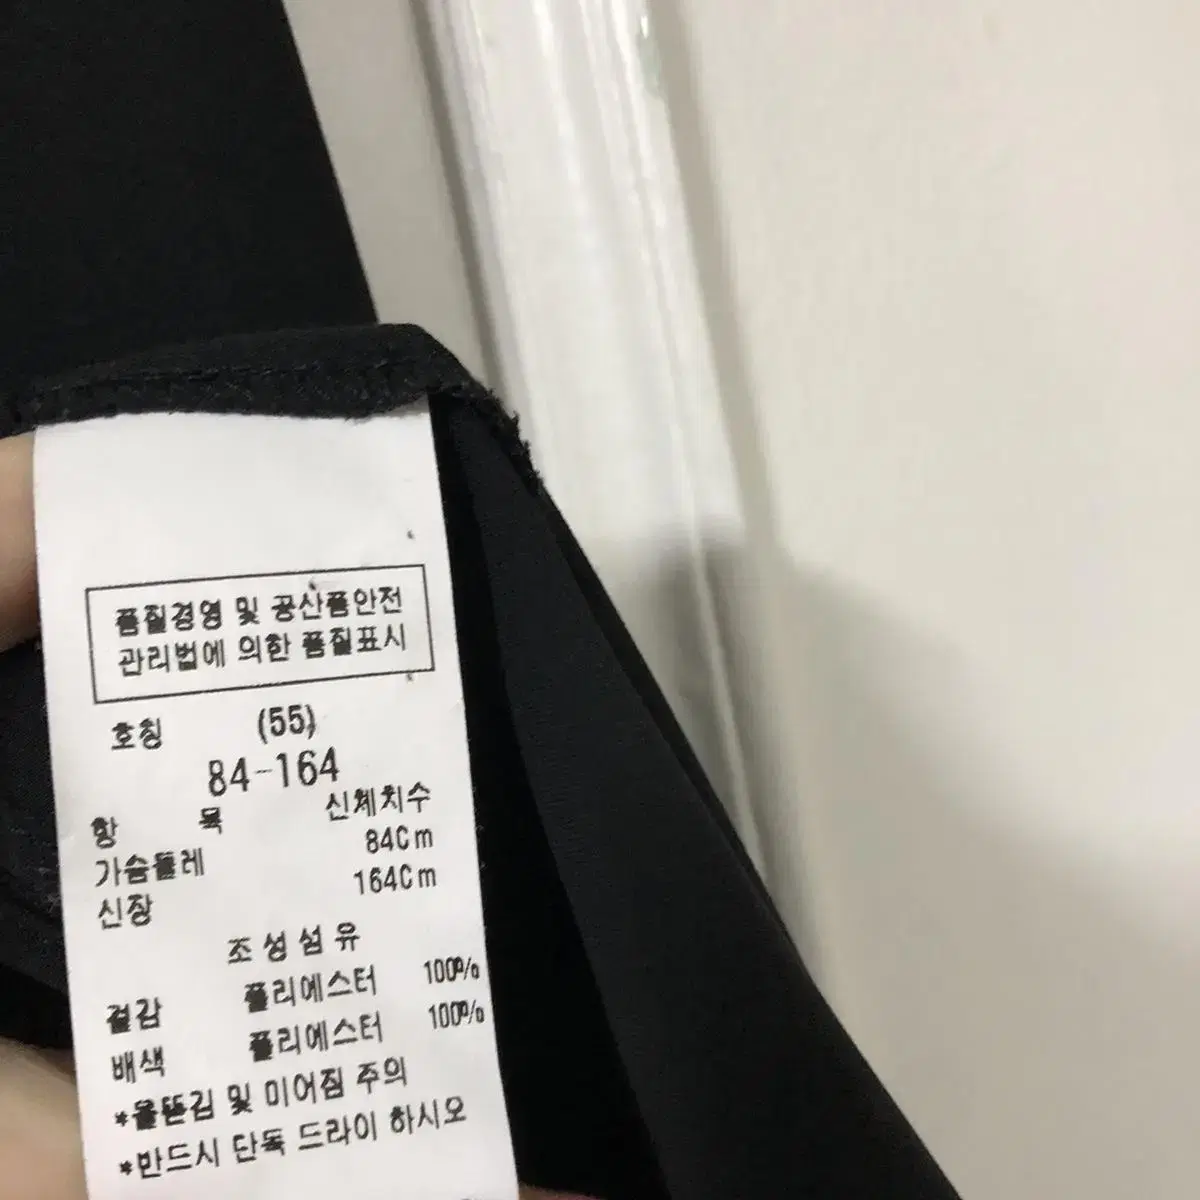 품질경영 및 공산품안전
관리법에 의한 품질표시
호칭 (55)
84-164
항 목 신체치수
가슴둘레 84Cm
신장 164Cm
조성섬유
겉감 폴리에스터 100%
배색 폴리에스터 100%
*올뜯김 및 미어짐 주의
*반드시 단독 드라이 하시오